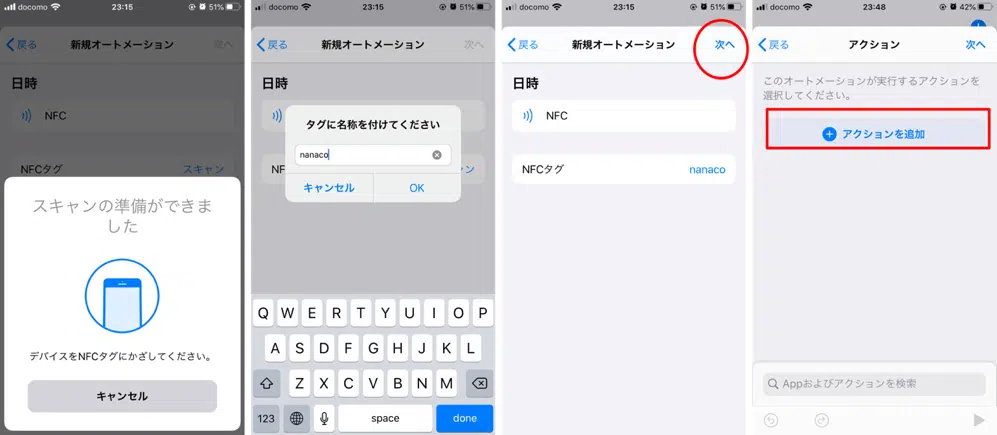 docomo 23:15 51%
戻る 新規オートメーション 次へ
日時
NFC
NFCタグ スキャン
スキャンの準備ができま
した
デバイスをNFCタグにかざしてください。
キャンセル
docomo 23:15 51%
戻る 新規オートメーション 次へ
日時
タグに名称を付けてください
nanaco
NF ン
キャンセル OK
Q W E R T Y U I O P
A S D F G H J K L
Z X C V B N M
123 space done
docomo 23:15 51%
戻る 新規オートメーション 次へ
日時
NFC
NFCタグ nanaco
docomo 23:48 42%
戻る アクション 次へ
このオートメーションが実行するアクションを
選択してください。
アクションを追加
Appおよびアクションを検索